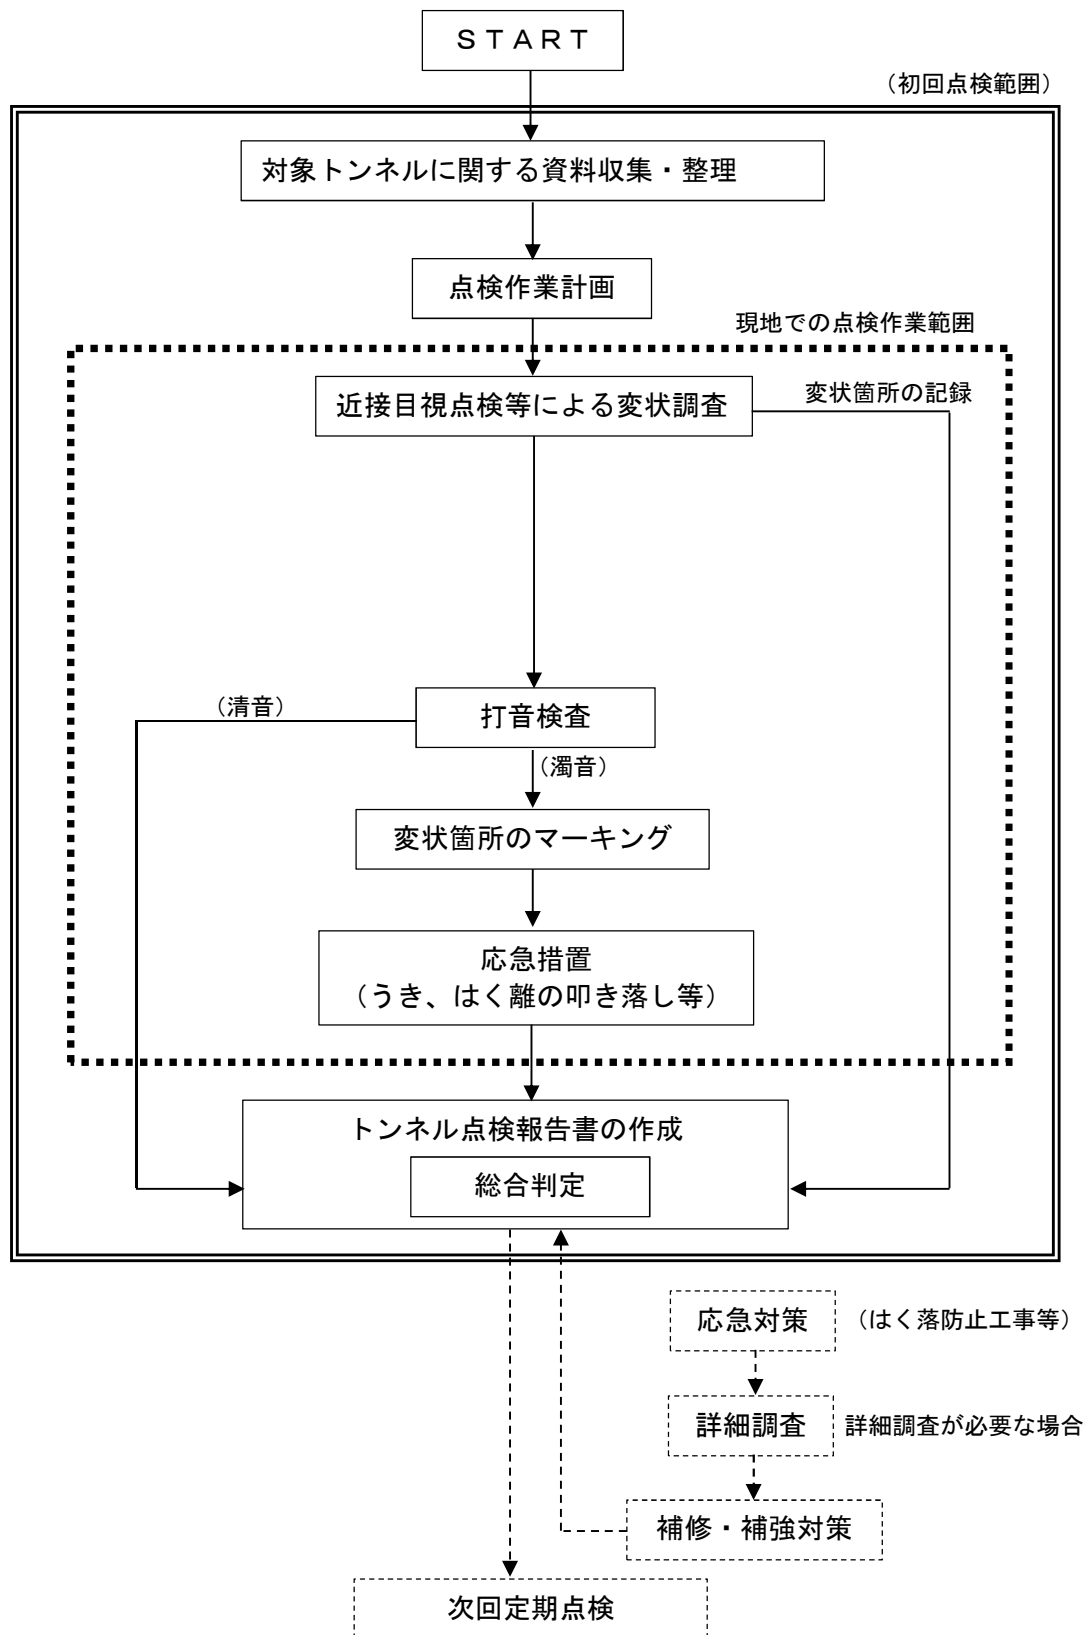 ＳＴＡＲＴ
（初回点検範囲）
対象トンネルに関する資料収集・整理
点検作業計画
現地での点検作業範囲
近接目視点検等による変状調査
変状箇所の記録
（清音）
打音検査
（濁音）
変状箇所のマーキング
応急措置
（うき、はく離の叩き落し等）
トンネル点検報告書の作成
総合判定
応急対策
（はく落防止工事等）
詳細調査
詳細調査が必要な場合
補修・補強対策
次回定期点検